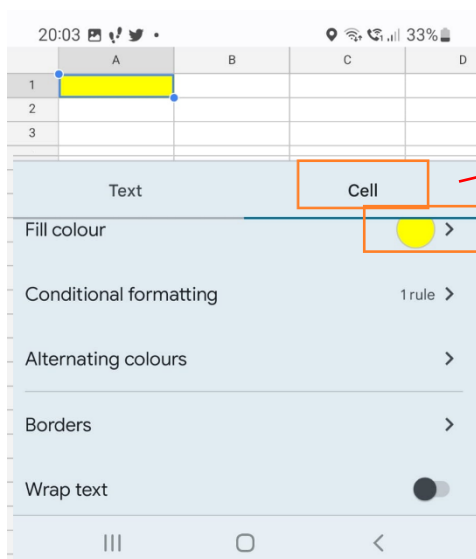 20:03 33%
A B C D
1
2
3
Text Cell
Fill colour
Conditional formatting 1 rule
Alternating colours
Borders
Wrap text